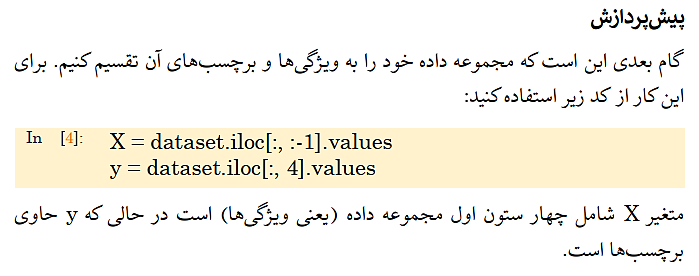 پیش‌پردازش
گام بعدی این است که مجموعه داده خود را به ویژگی‌ها و برچسب‌های آن تقسیم کنیم. برای
این کار از کد زیر استفاده کنید:
In [4]: X = dataset.iloc[:, :-1].values
y = dataset.iloc[:, 4].values
متغیر X شامل چهار ستون اول مجموعه داده (یعنی ویژگی‌ها) است در حالی که y حاوی
برچسب‌ها است.